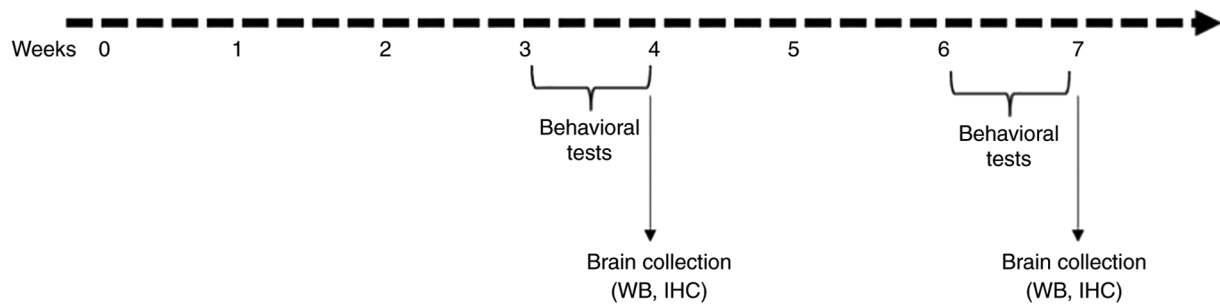 Weeks 0 1 2 3 4 5 6 7
Behavioral
tests
Behavioral
tests
Brain collection
(WB, IHC)
Brain collection
(WB, IHC)